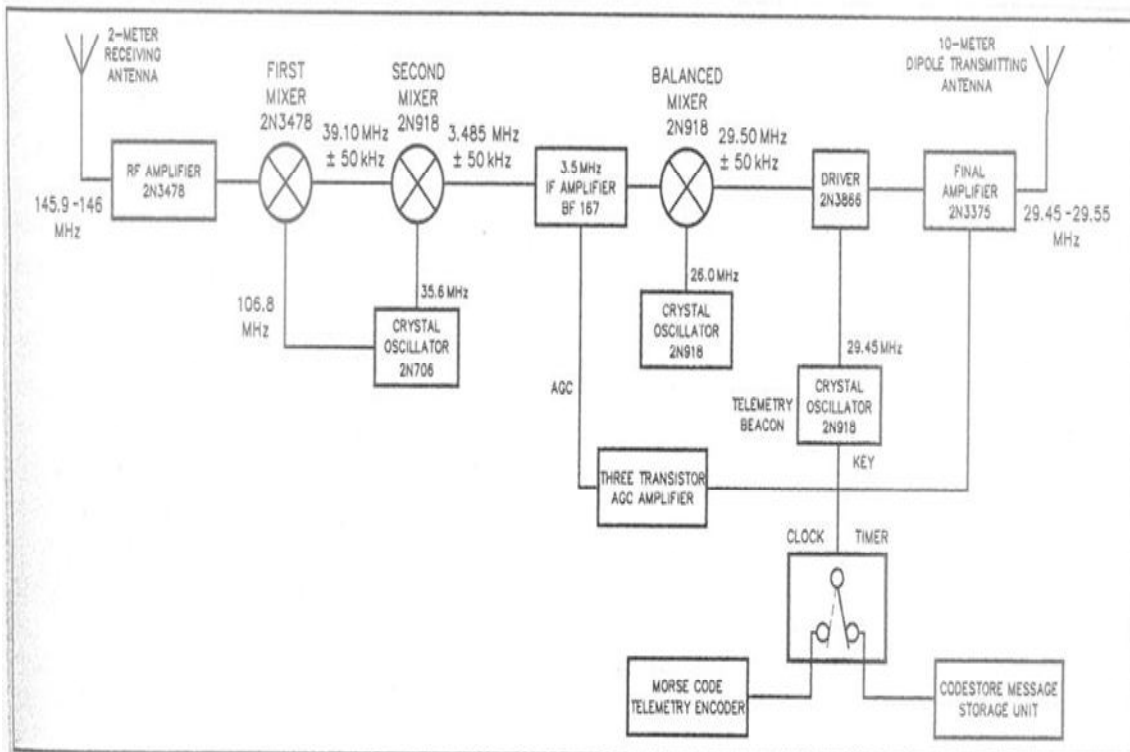 2-METER
RECEIVING
ANTENNA
10-METER
DIPOLE TRANSMITTING
ANTENNA
FIRST
MIXER
2N3478
SECOND
MIXER
2N918
BALANCED
MIXER
2N918
39.10 MHz
± 50 kHz
3.485 MHz
± 50 kHz
29.50 MHz
± 50 kHz
RF AMPLIFIER
2N3478
3.5 MHz
IF AMPLIFIER
BF 167
DRIVER
2N3866
FINAL
AMPLIFIER
2N3375
145.9 -146
MHz
29.45 -29.55
MHz
106.8
MHz
35.6 MHz
26.0 MHz
CRYSTAL
OSCILLATOR
2N706
CRYSTAL
OSCILLATOR
2N918
29.45 MHz
AGC
TELEMETRY
BEACON
CRYSTAL
OSCILLATOR
2N918
KEY
THREE TRANSISTOR
AGC AMPLIFIER
CLOCK TIMER
MORSE CODE
TELEMETRY ENCODER
CODESTORE MESSAGE
STORAGE UNIT